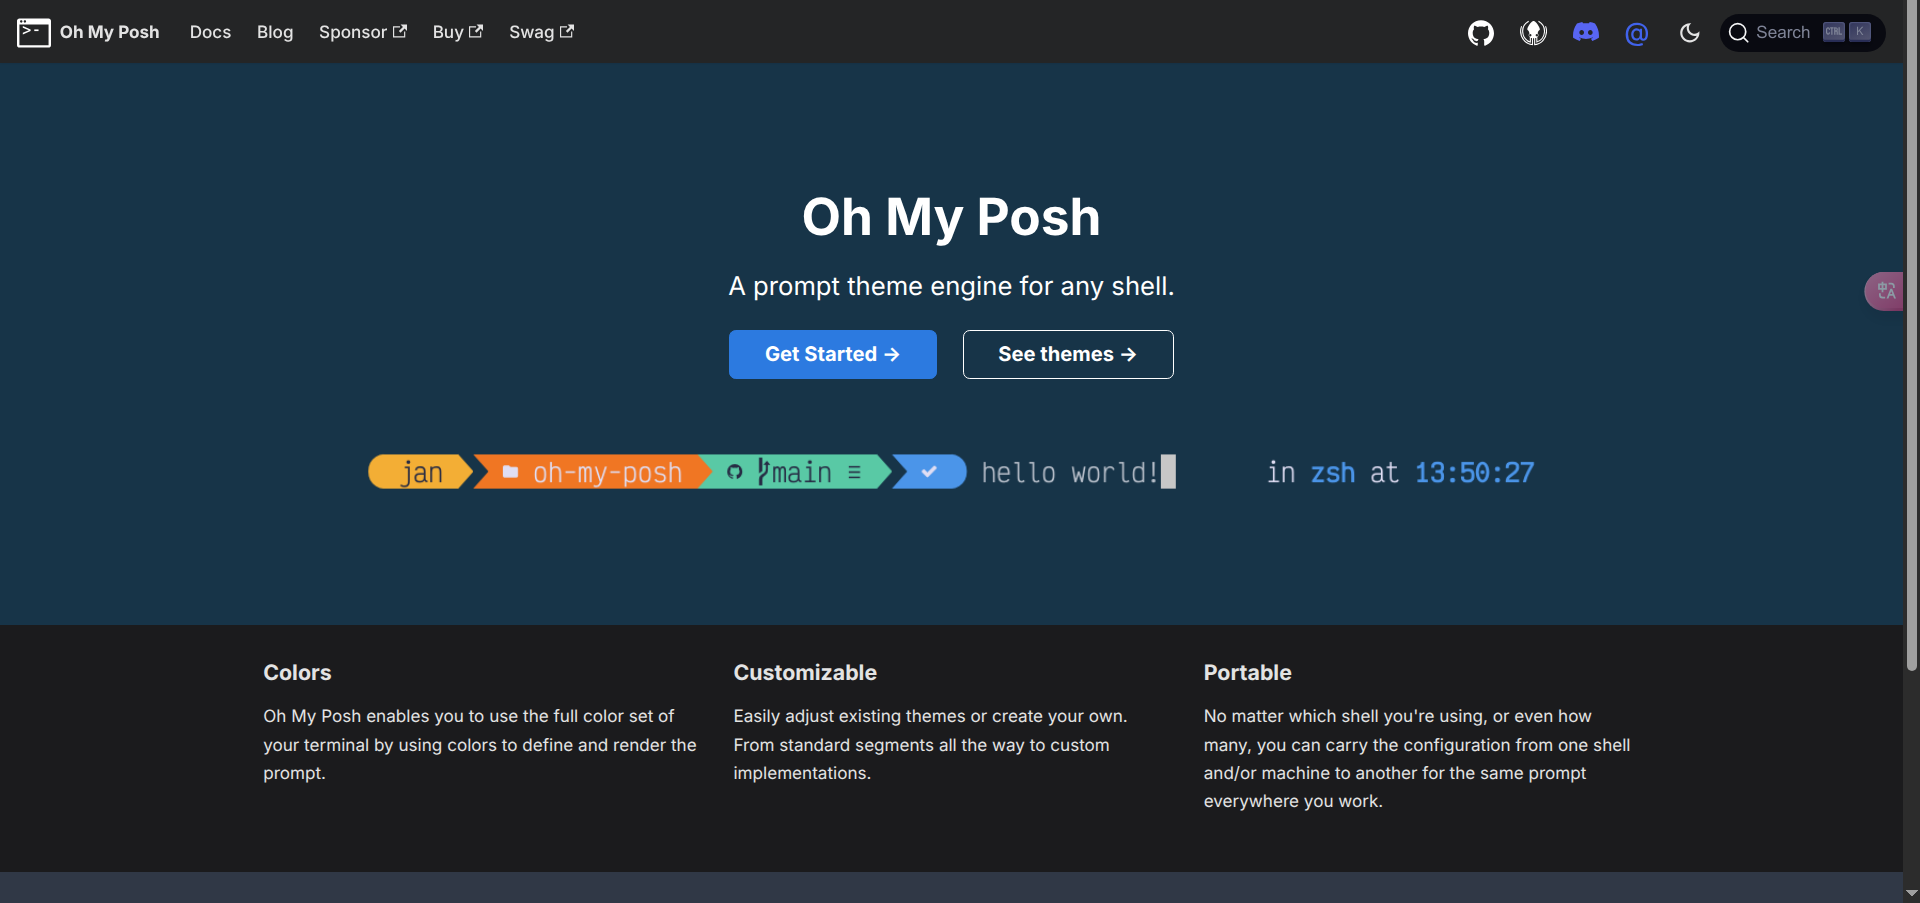 Oh My Posh Docs Blog Sponsor Buy Swag @ Search CTRL K
Oh My Posh
A prompt theme engine for any shell.
Get Started → See themes →
jan oh-my-posh main ≡ hello world! in zsh at 13:50:27
Colors
Oh My Posh enables you to use the full color set of
your terminal by using colors to define and render the
prompt.
Customizable
Easily adjust existing themes or create your own.
From standard segments all the way to custom
implementations.
Portable
No matter which shell you're using, or even how
many, you can carry the configuration from one shell
and/or machine to another for the same prompt
everywhere you work.